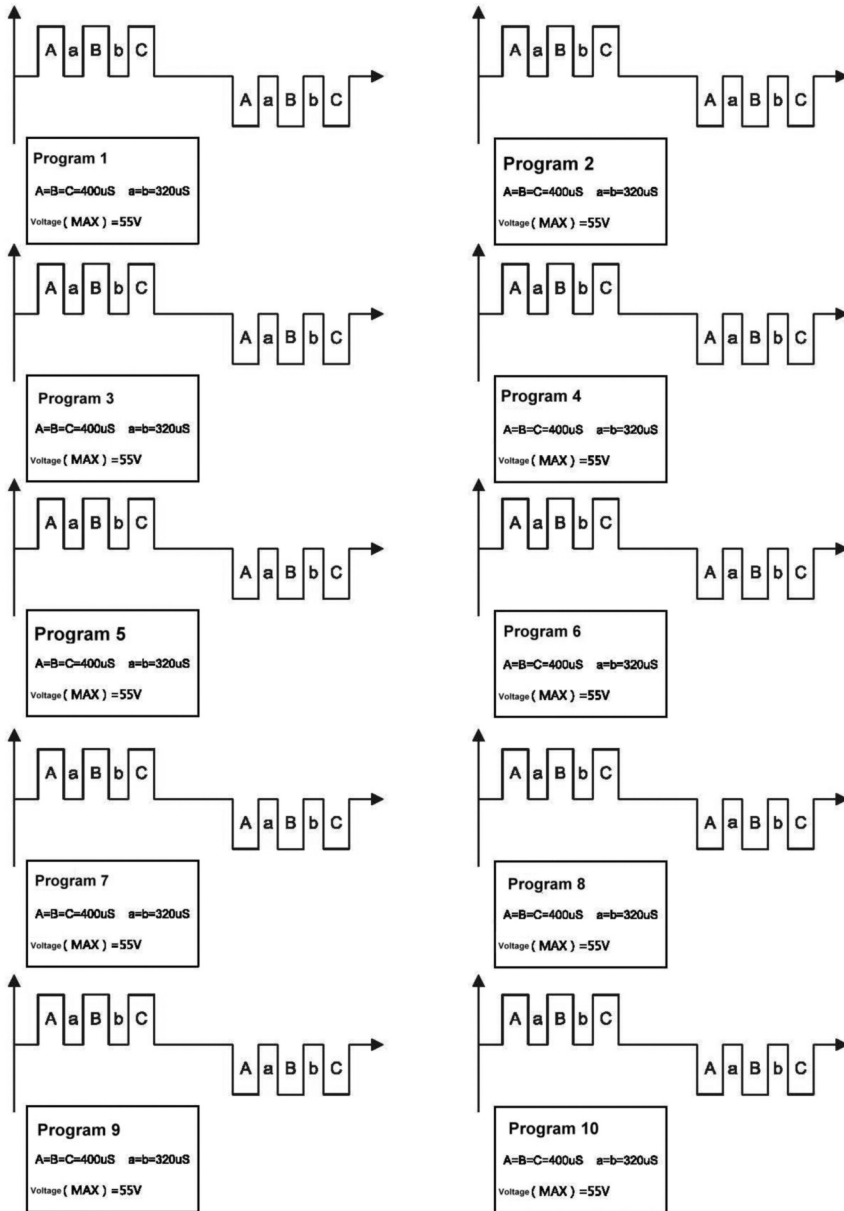 A a B b C
A a B b C
Program 1
A=B=C=400uS a=b=320uS
Voltage ( MAX ) =55V
A a B b C
A a B b C
Program 2
A=B=C=400uS a=b=320uS
Voltage ( MAX ) =55V
A a B b C
A a B b C
Program 3
A=B=C=400uS a=b=320uS
Voltage ( MAX ) =55V
A a B b C
A a B b C
Program 4
A=B=C=400uS a=b=320uS
Voltage ( MAX ) =55V
A a B b C
A a B b C
Program 5
A=B=C=400uS a=b=320uS
Voltage ( MAX ) =55V
A a B b C
A a B b C
Program 6
A=B=C=400uS a=b=320uS
Voltage ( MAX ) =55V
A a B b C
A a B b C
Program 7
A=B=C=400uS a=b=320uS
Voltage ( MAX ) =55V
A a B b C
A a B b C
Program 8
A=B=C=400uS a=b=320uS
Voltage ( MAX ) =55V
A a B b C
A a B b C
Program 9
A=B=C=400uS a=b=320uS
Voltage ( MAX ) =55V
A a B b C
A a B b C
Program 10
A=B=C=400uS a=b=320uS
Voltage ( MAX ) =55V